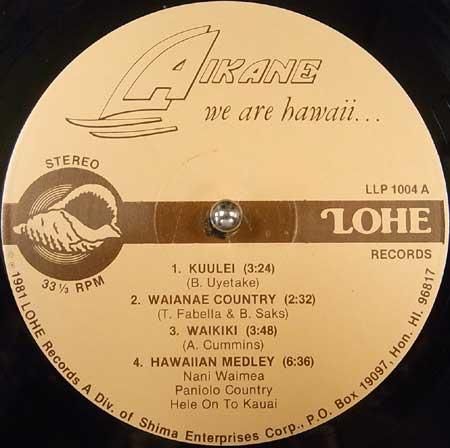 AIKANE
we are hawaii...
STEREO
LLP 1004 A
LOHE
RECORDS
33 1/3 RPM
1. KUULEI (3:24)
(B. Uyetake)
2. WAIANAE COUNTRY (2:32)
(T. Fabella & B. Saks)
3. WAIKIKI (3:48)
(A. Cummins)
4. HAWAIIAN MEDLEY (6:36)
Nani Waimea
Paniolo Country
Hele On To Kauai
℗ © 1981 LOHE Records A Div. of Shima Enterprises Corp., P.O. Box 19097, Hon. HI. 96817